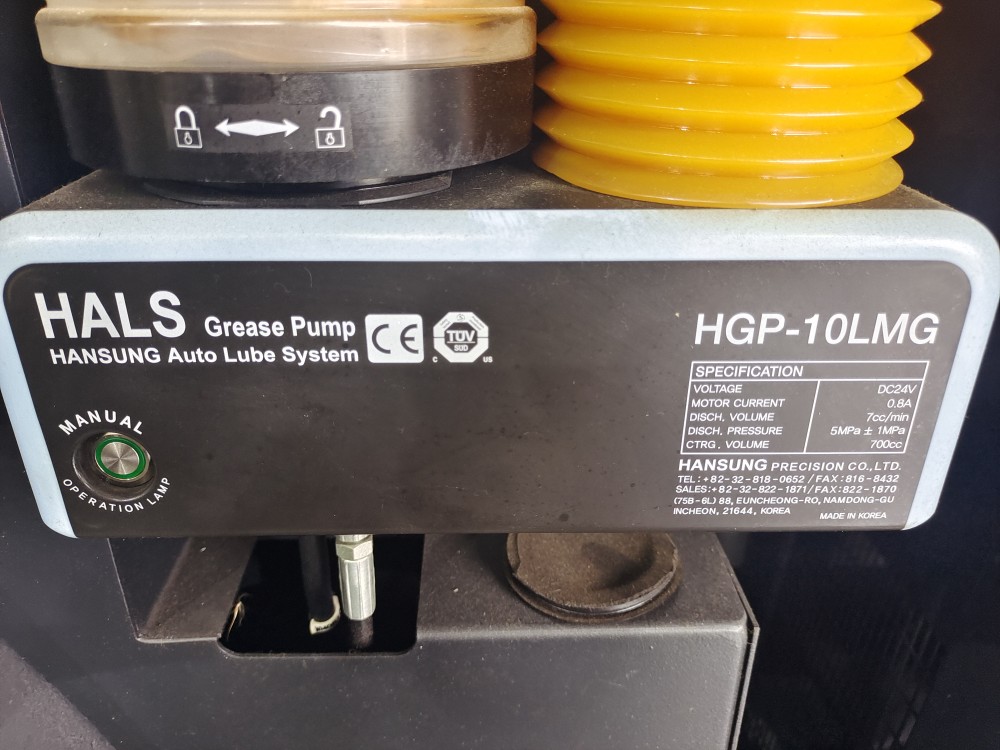 HALS Grease Pump
HANSUNG Auto Lube System
CE
TÜV
SÜD
C US
MANUAL
OPERATION LAMP
HGP-10LMG
SPECIFICATION
VOLTAGE DC24V
MOTOR CURRENT 0.8A
DISCH. VOLUME 7cc/min
DISCH. PRESSURE 5MPa ± 1MPa
CTRG. VOLUME 700cc
HANSUNG PRECISION CO., LTD.
TEL : +82-32-818-0652 / FAX : 816-8432
SALES:+82-32-822-1871/ FAX:822-1870
(75B-6L) 88, EUNCHEONG-RO, NAMDONG-GU
INCHEON, 21644, KOREA MADE IN KOREA